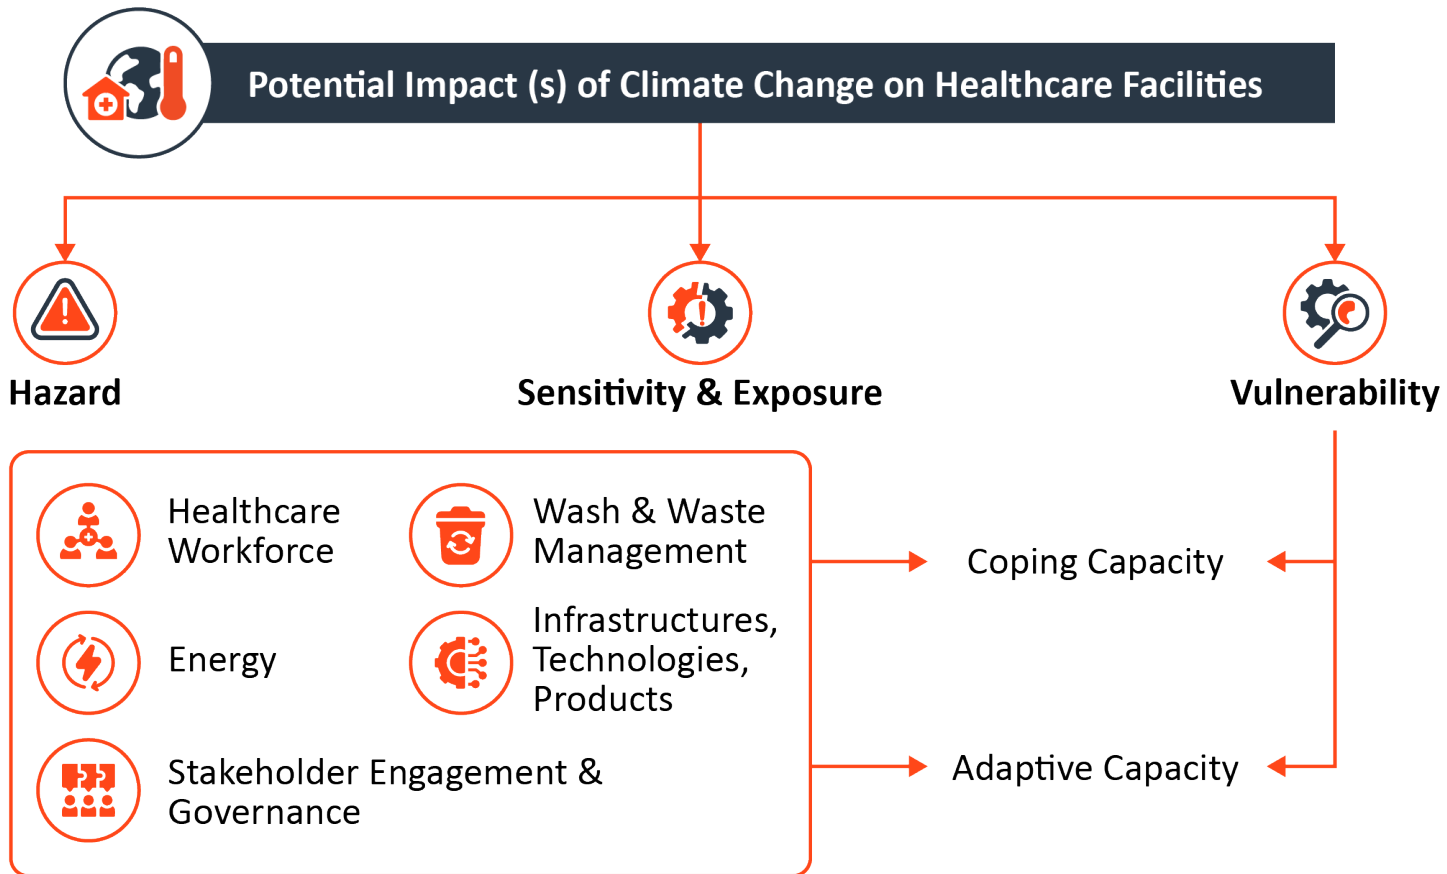 Potential Impact (s) of Climate Change on Healthcare Facilities
Hazard
Sensitivity & Exposure
Vulnerability
Healthcare
Workforce
Wash & Waste
Management
Energy
Infrastructures,
Technologies,
Products
Stakeholder Engagement &
Governance
Coping Capacity
Adaptive Capacity